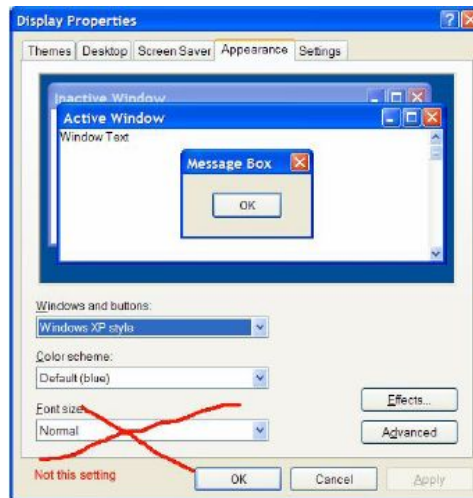 Display Properties
Themes Desktop Screen Saver Appearance Settings
Inactive Window
Active Window
Window Text
Message Box
OK
Windows and buttons:
Windows XP style
Color scheme:
Default (blue)
Font size:
Normal
Effects...
Advanced
Not this setting
OK Cancel Apply